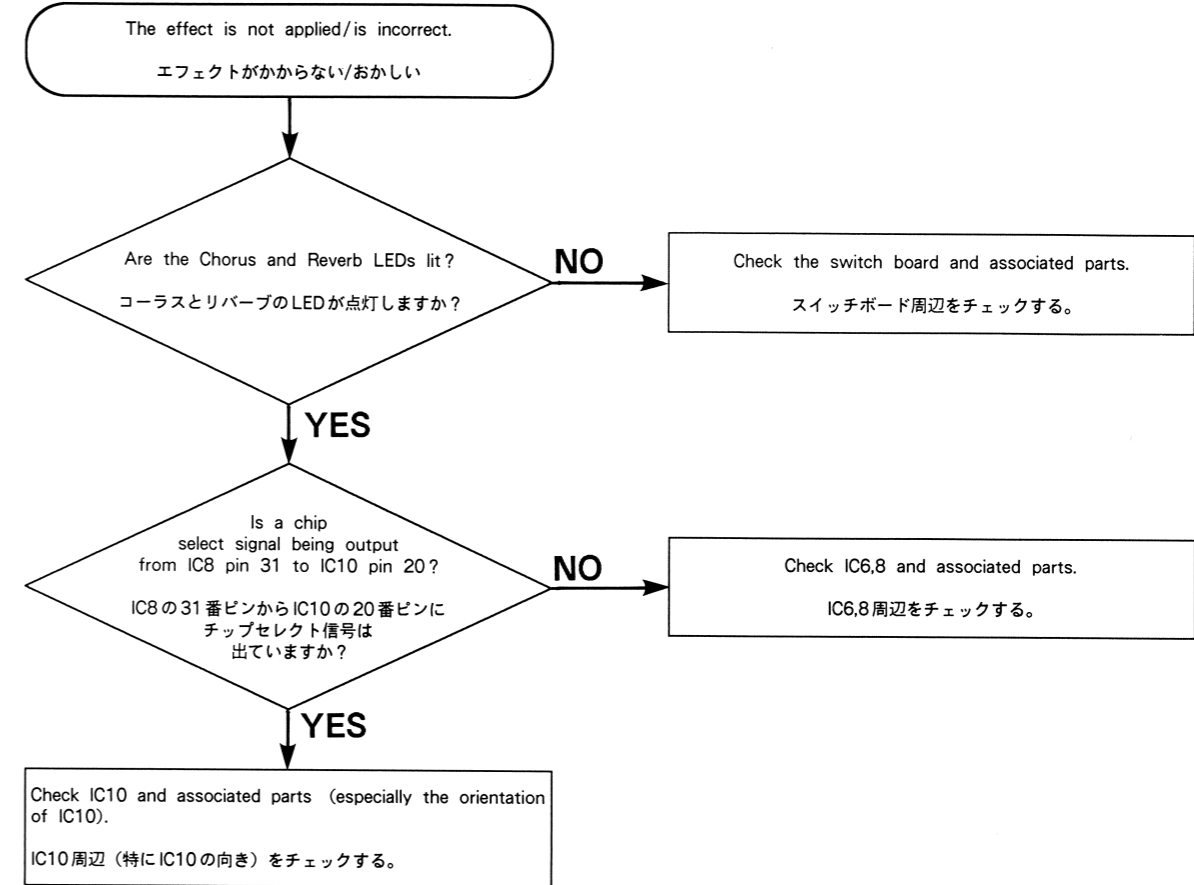 The effect is not applied/is incorrect.
エフェクトがかからない/おかしい
Are the Chorus and Reverb LEDs lit?
コーラスとリバーブのLEDが点灯しますか？
NO
Check the switch board and associated parts.
スイッチボード周辺をチェックする。
YES
Is a chip
select signal being output
from IC8 pin 31 to IC10 pin 20?
IC8の31番ピンからIC10の20番ピンに
チップセレクト信号は
出ていますか？
NO
Check IC6,8 and associated parts.
IC6,8周辺をチェックする。
YES
Check IC10 and associated parts (especially the orientation
of IC10).
IC10周辺（特にIC10の向き）をチェックする。